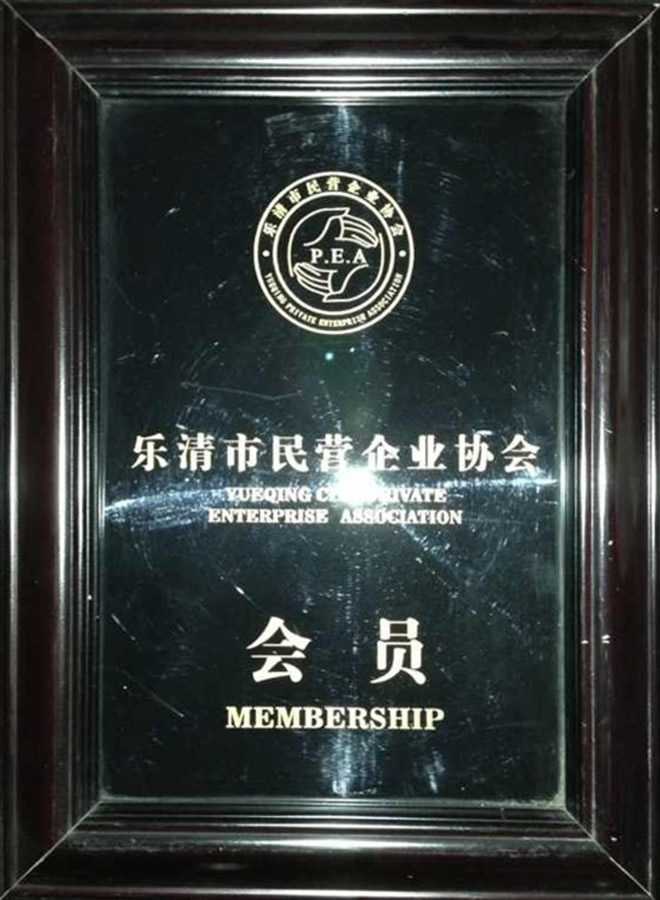 乐清市民营企业协会
P.E.A
YUEQING PRIVATE ENTERPRISE ASSOCIATION
乐清市民营企业协会
YUEQING PRIVATE
ENTERPRISE ASSOCIATION
会员
MEMBERSHIP